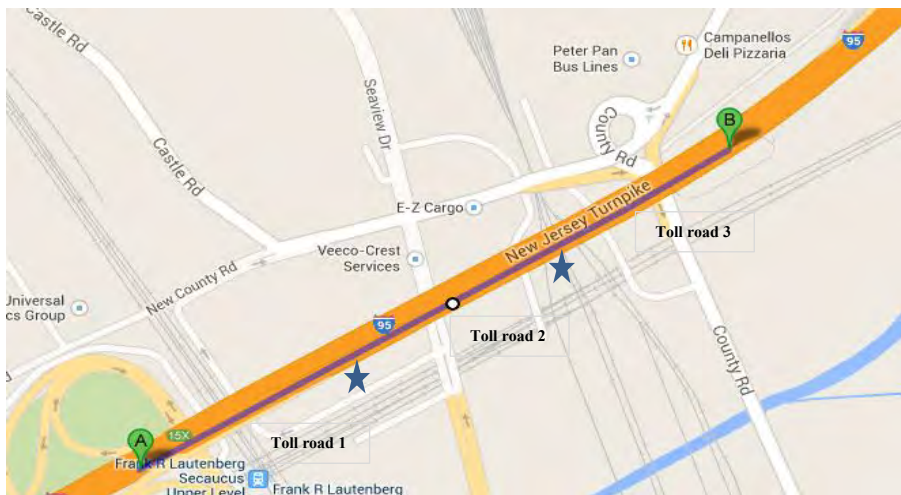 Castle Rd
Castle Rd
Seaview Dr
Peter Pan
Bus Lines
Campanellos
Deli Pizzaria
95
B
County Rd
E-Z Cargo
New Jersey Turnpike
Toll road 3
Veeco-Crest
Services
New County Rd
Universal
cs Group
95
Toll road 2
County Rd
Toll road 1
15X
A
Frank R Lautenberg
Secaucus
Upper Level
Frank R Lautenberg